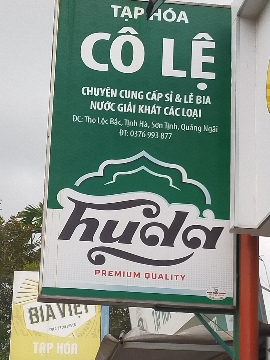 TẠP HÓA
CÔ LỆ
CHUYÊN CUNG CẤP SỈ & LẺ BIA
NƯỚC GIẢI KHÁT CÁC LOẠI
ĐC: Thọ Lộc Bắc, Tịnh Hà, Sơn Tịnh, Quảng Ngãi
ĐT: 0376 993 877
huda
PREMIUM QUALITY
BIA VIỆT
TẠP HÓA